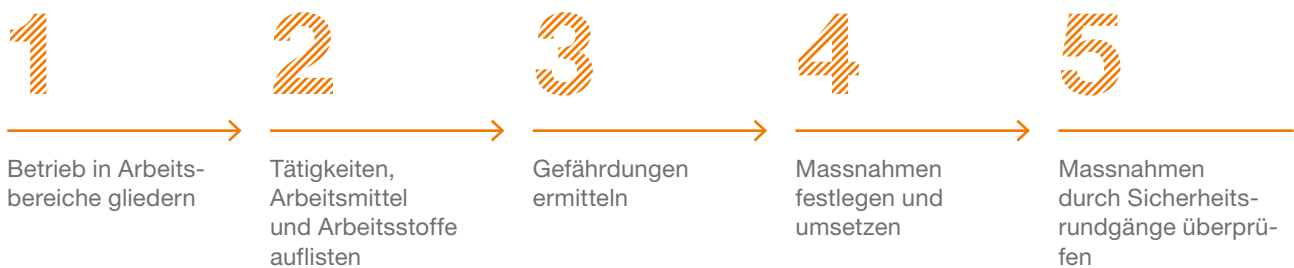 1
Betrieb in Arbeits-
bereiche gliedern
2
Tätigkeiten,
Arbeitsmittel
und Arbeitsstoffe
auflisten
3
Gefährdungen
ermitteln
4
Massnahmen
festlegen und
umsetzen
5
Massnahmen
durch Sicherheits-
rundgänge überprü-
fen